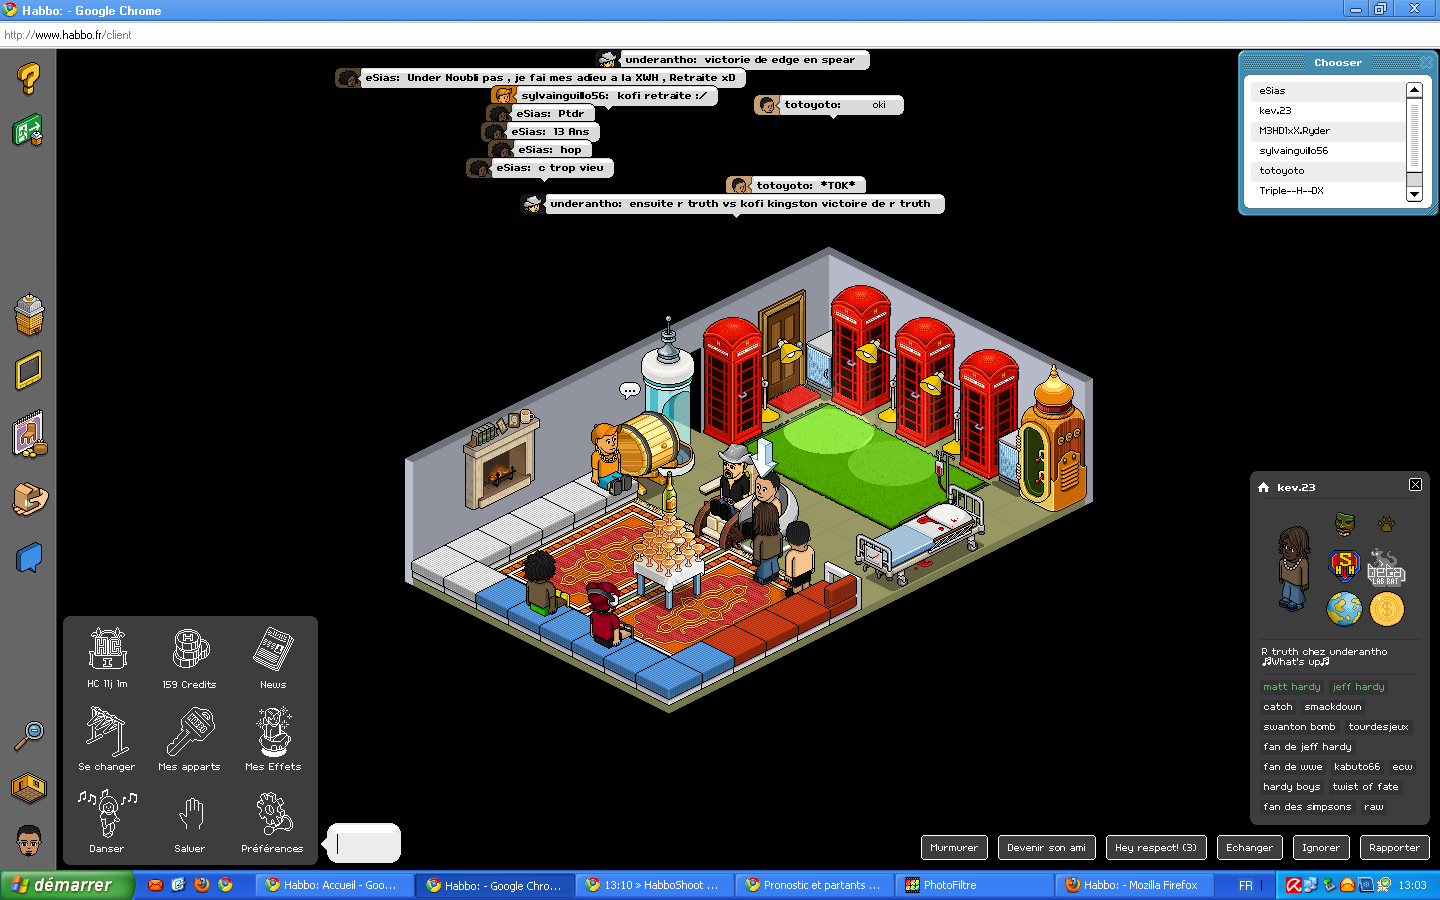 Habbo: - Google Chrome
http://www.habbo.fr/client
underantho: victorie de edge en spear
eSias: Under Noubli pas , je fai mes adieu a la XWH , Retraite xD
sylvainguillo56: kofi retraite :/
totoyoto: oki
eSias: Ptdr
eSias: 13 Ans
eSias: hop
eSias: c trop vieu
totoyoto: *TOK*
underantho: ensuite r truth vs kofi kingston victoire de r truth
Chooser
eSias
kev.23
M3HD1xX.Ryder
sylvainguillo56
totoyoto
Triple--H--DX
kev.23
beta
LAB RAT
R truth chez underantho
♫What's up♫
matt hardy jeff hardy
catch smackdown
swanton bomb tourdesjeux
fan de jeff hardy
fan de wwe kabuto66 ecw
hardy boys twist of fate
fan des simpsons raw
HC 11j 1m 159 Credits News
Se changer Mes apparts Mes Effets
Danser Saluer Préférences
Murmurer Devenir son ami Hey respect! (3) Echanger Ignorer Rapporter
démarrer Habbo: Accueil - Goo... Habbo: - Google Chro... 13:10 » HabboShoot ... Pronostic et partants ... PhotoFiltre Habbo: - Mozilla Firefox FR 13:03